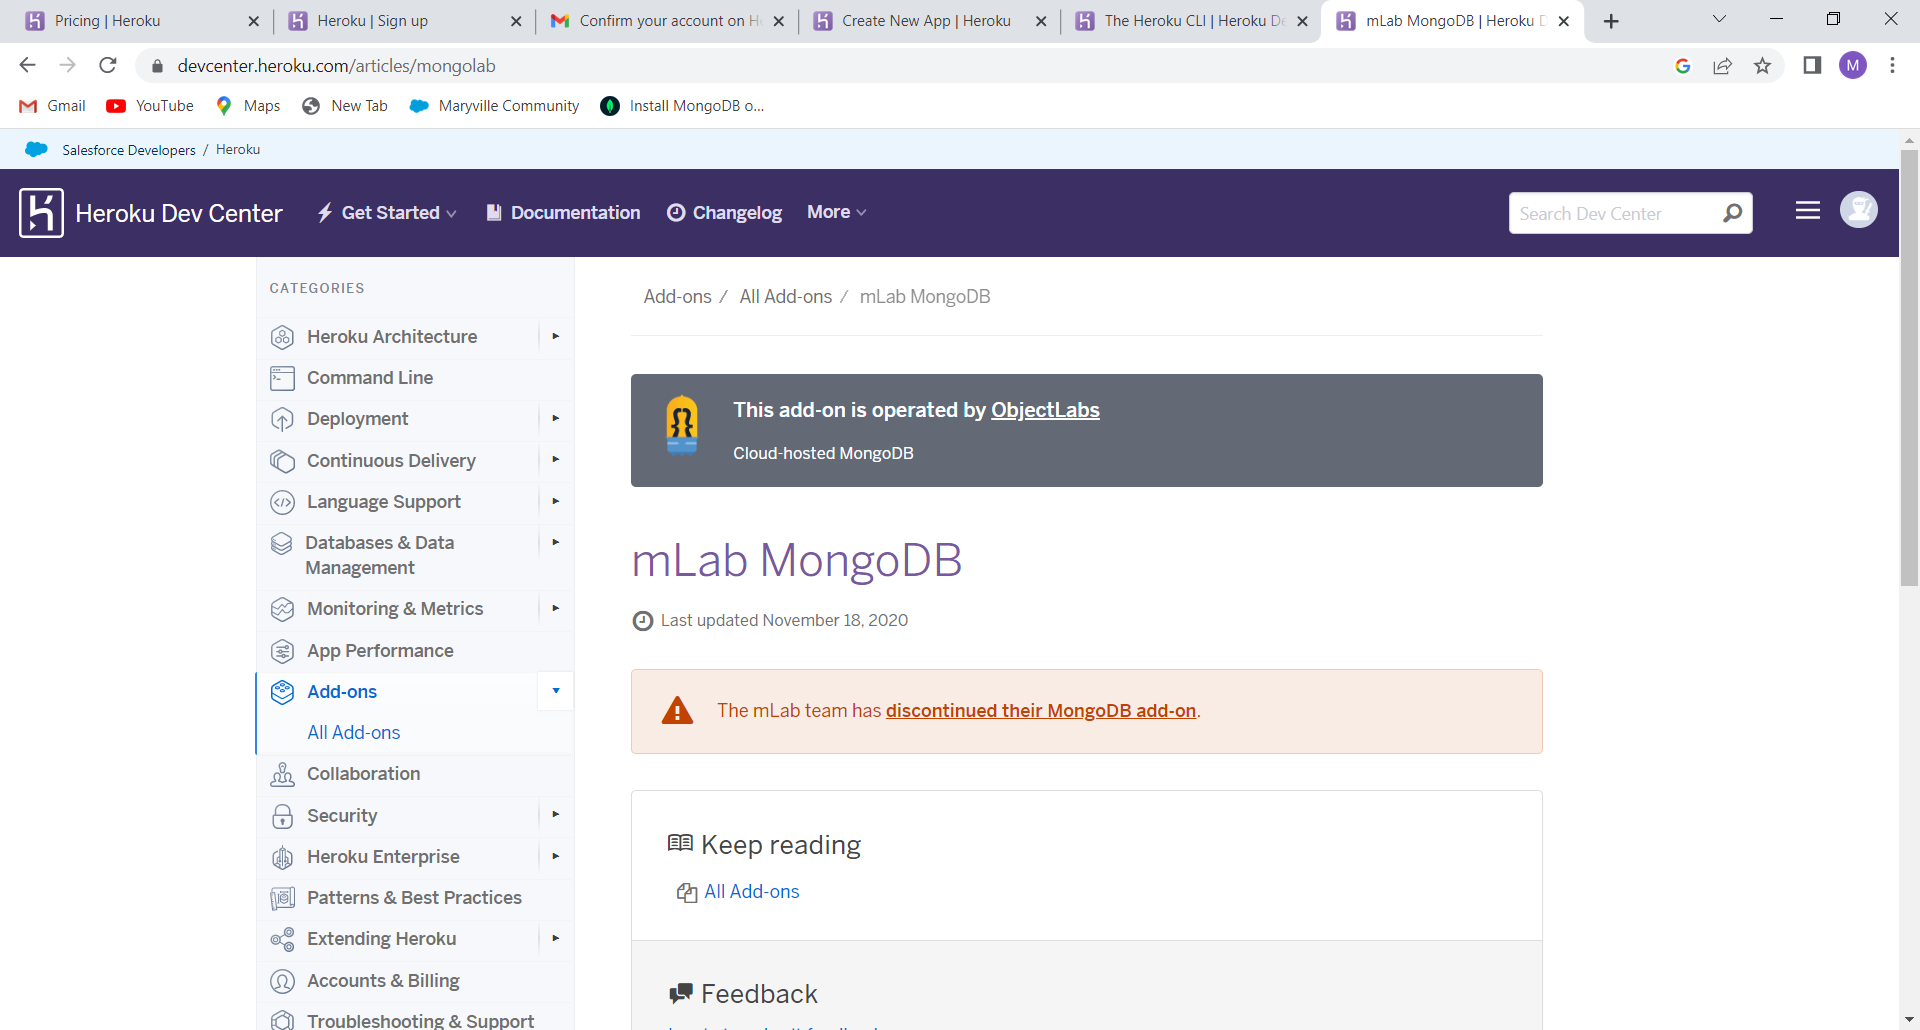 Pricing | Heroku
Heroku | Sign up
Confirm your account on H
Create New App | Heroku
The Heroku CLI | Heroku De
mLab MongoDB | Heroku D
devcenter.heroku.com/articles/mongolab
M
Gmail
YouTube
Maps
New Tab
Maryville Community
Install MongoDB o...
Salesforce Developers / Heroku
Heroku Dev Center
Get Started
Documentation
Changelog
More
Search Dev Center
CATEGORIES
Heroku Architecture
Command Line
Deployment
Continuous Delivery
Language Support
Databases & Data
Management
Monitoring & Metrics
App Performance
Add-ons
All Add-ons
Collaboration
Security
Heroku Enterprise
Patterns & Best Practices
Extending Heroku
Accounts & Billing
Troubleshooting & Support
Add-ons / All Add-ons / mLab MongoDB
This add-on is operated by ObjectLabs
Cloud-hosted MongoDB
mLab MongoDB
Last updated November 18, 2020
The mLab team has discontinued their MongoDB add-on.
Keep reading
All Add-ons
Feedback